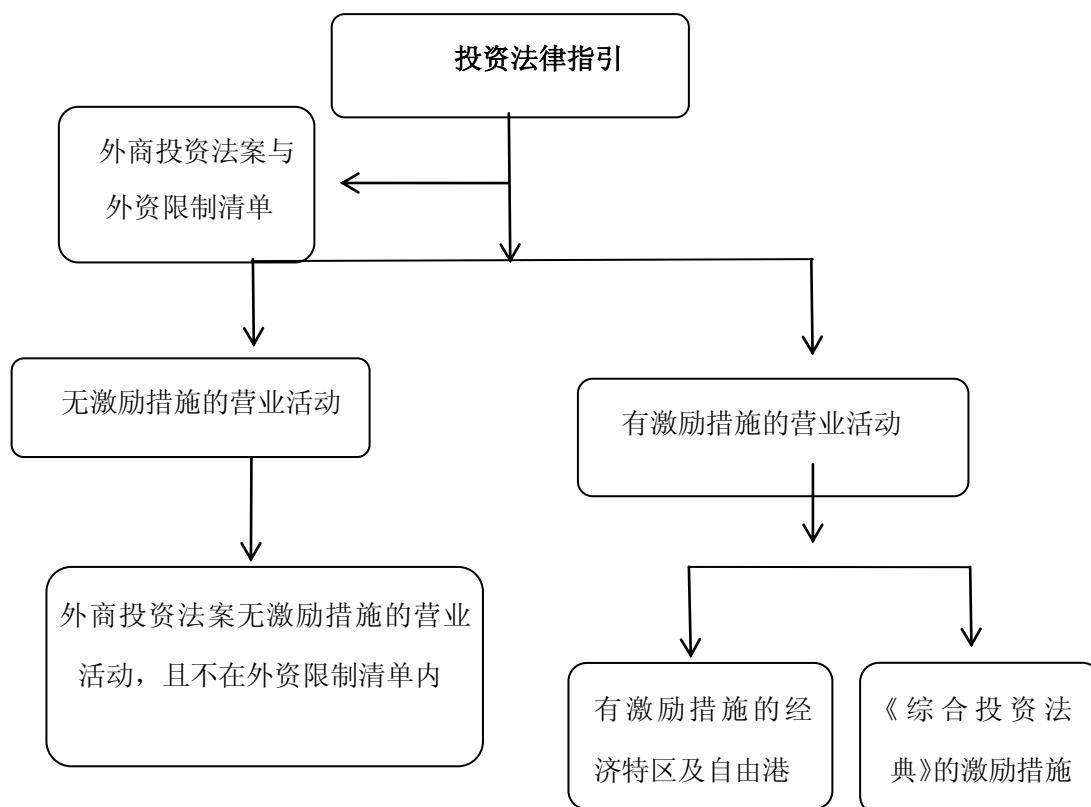 投资法律指引
外商投资法案与
外资限制清单
无激励措施的营业活动
有激励措施的营业活动
外商投资法案无激励措施的营业
活动，且不在外资限制清单内
有激励措施的经
济特区及自由港
《综合投资法
典》的激励措施